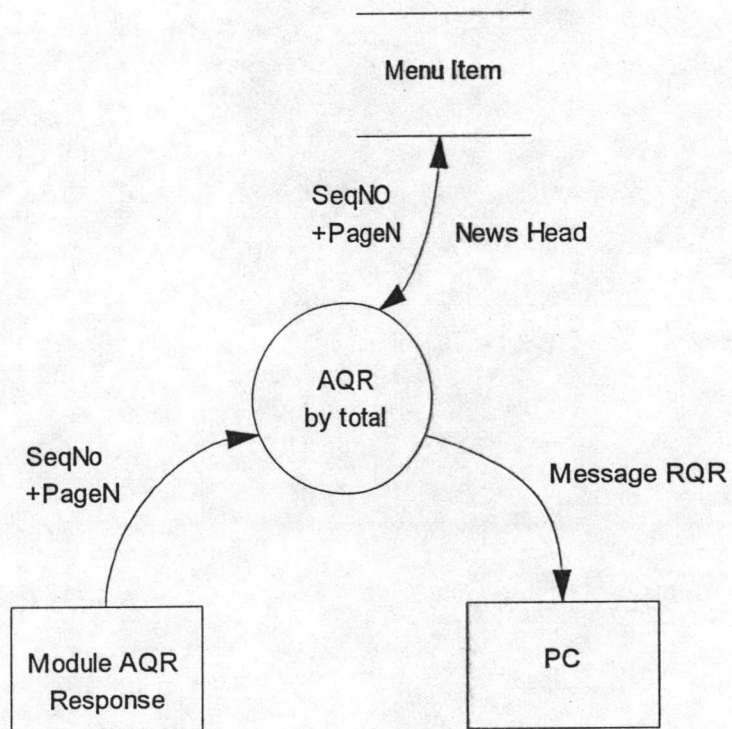 Menu Item
SeqNO
+PageN
News Head
AQR
by total
SeqNo
+PageN
Message RQR
Module AQR
Response
PC